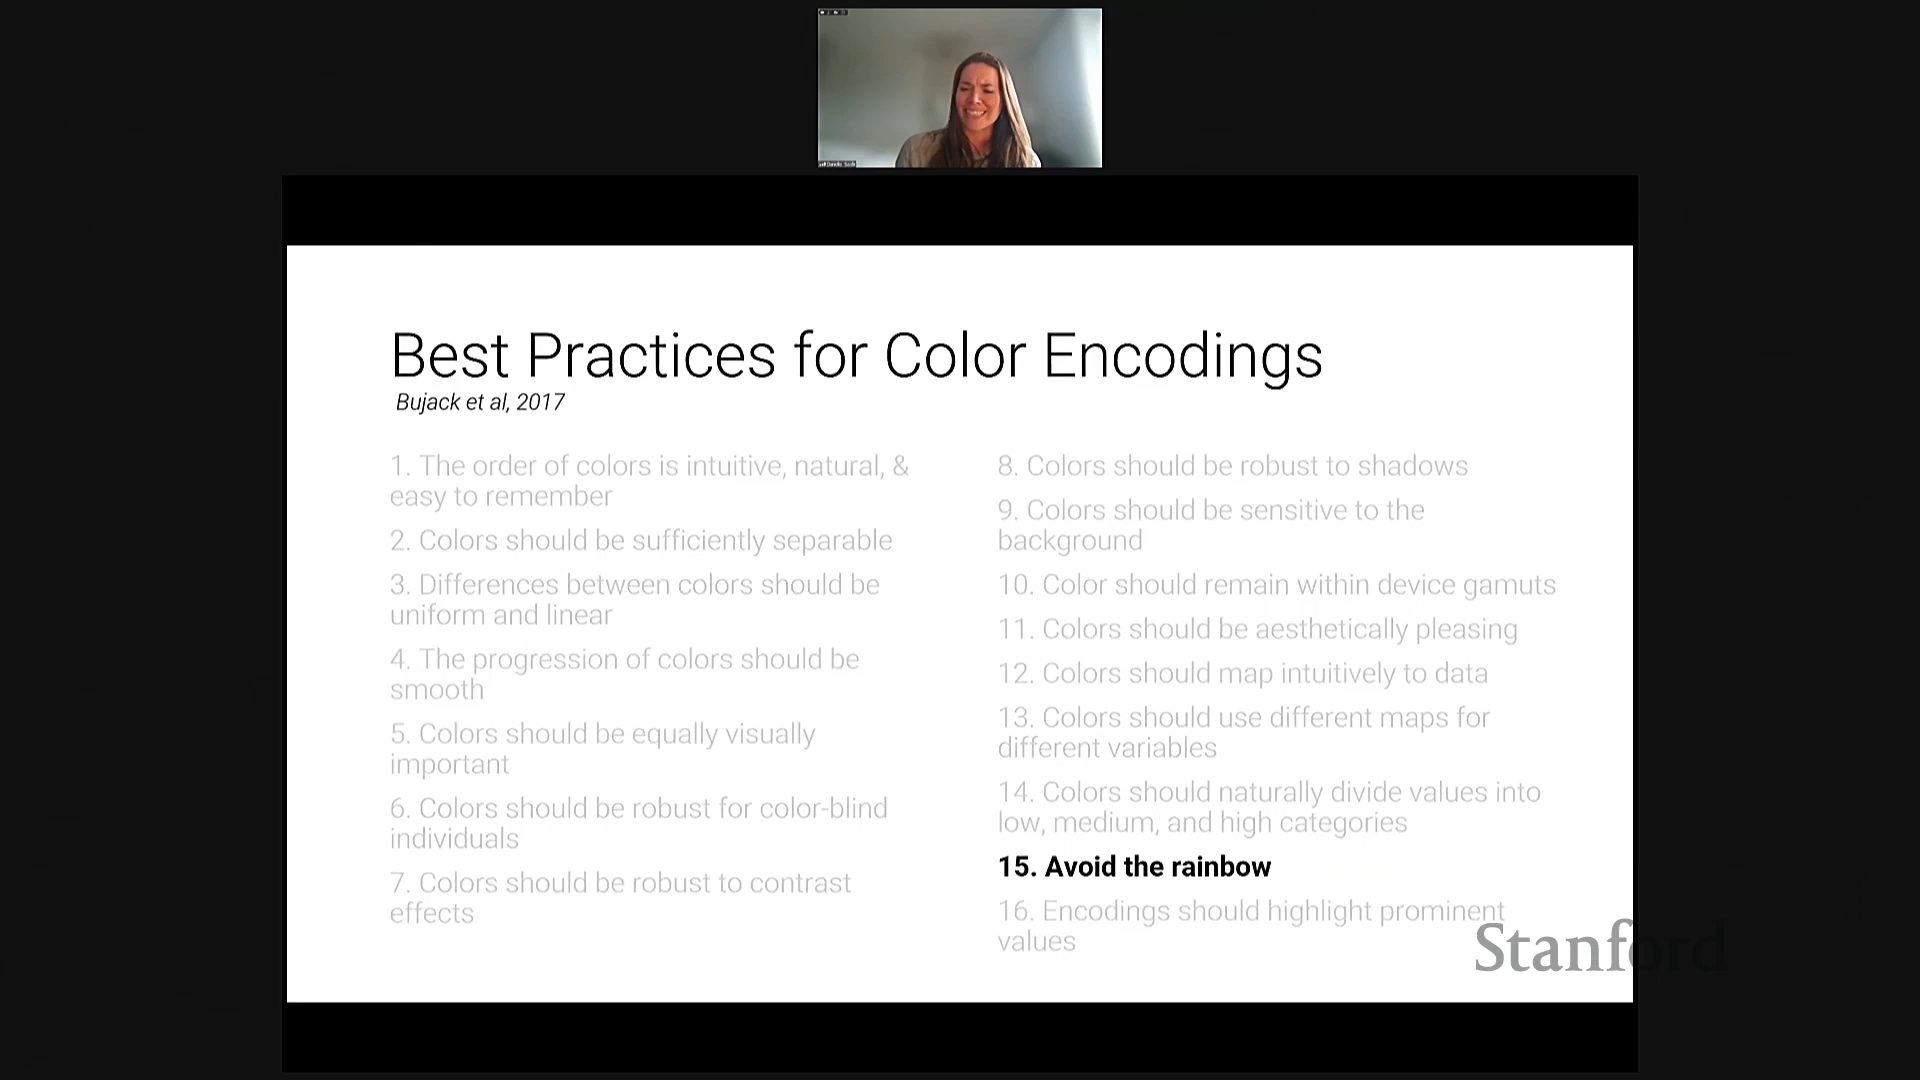 Best Practices for Color Encodings
Bujack et al, 2017
1. The order of colors is intuitive, natural, &
easy to remember
2. Colors should be sufficiently separable
3. Differences between colors should be
uniform and linear
4. The progression of colors should be
smooth
5. Colors should be equally visually
important
6. Colors should be robust for color-blind
individuals
7. Colors should be robust to contrast
effects
8. Colors should be robust to shadows
9. Colors should be sensitive to the
background
10. Color should remain within device gamuts
11. Colors should be aesthetically pleasing
12. Colors should map intuitively to data
13. Colors should use different maps for
different variables
14. Colors should naturally divide values into
low, medium, and high categories
15. Avoid the rainbow
16. Encodings should highlight prominent
values
Stanford